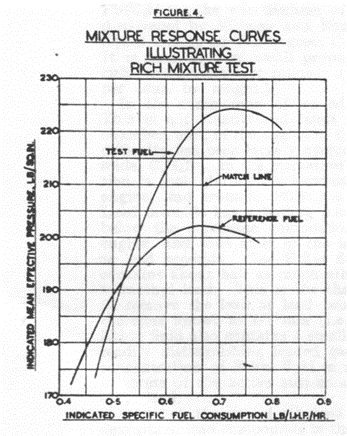 FIGURE.4.
MIXTURE RESPONSE CURVES
ILLUSTRATING
RICH MIXTURE TEST
230
220
210
200
190
180
170
TEST FUEL
MATCH LINE
REFERENCE FUEL
INDICATED MEAN EFFECTIVE PRESSURE. LB/SQ.IN.
0.4
0.5
0.6
0.7
0.8
0.9
INDICATED SPECIFIC FUEL CONSUMPTION LB/I.H.P./HR.